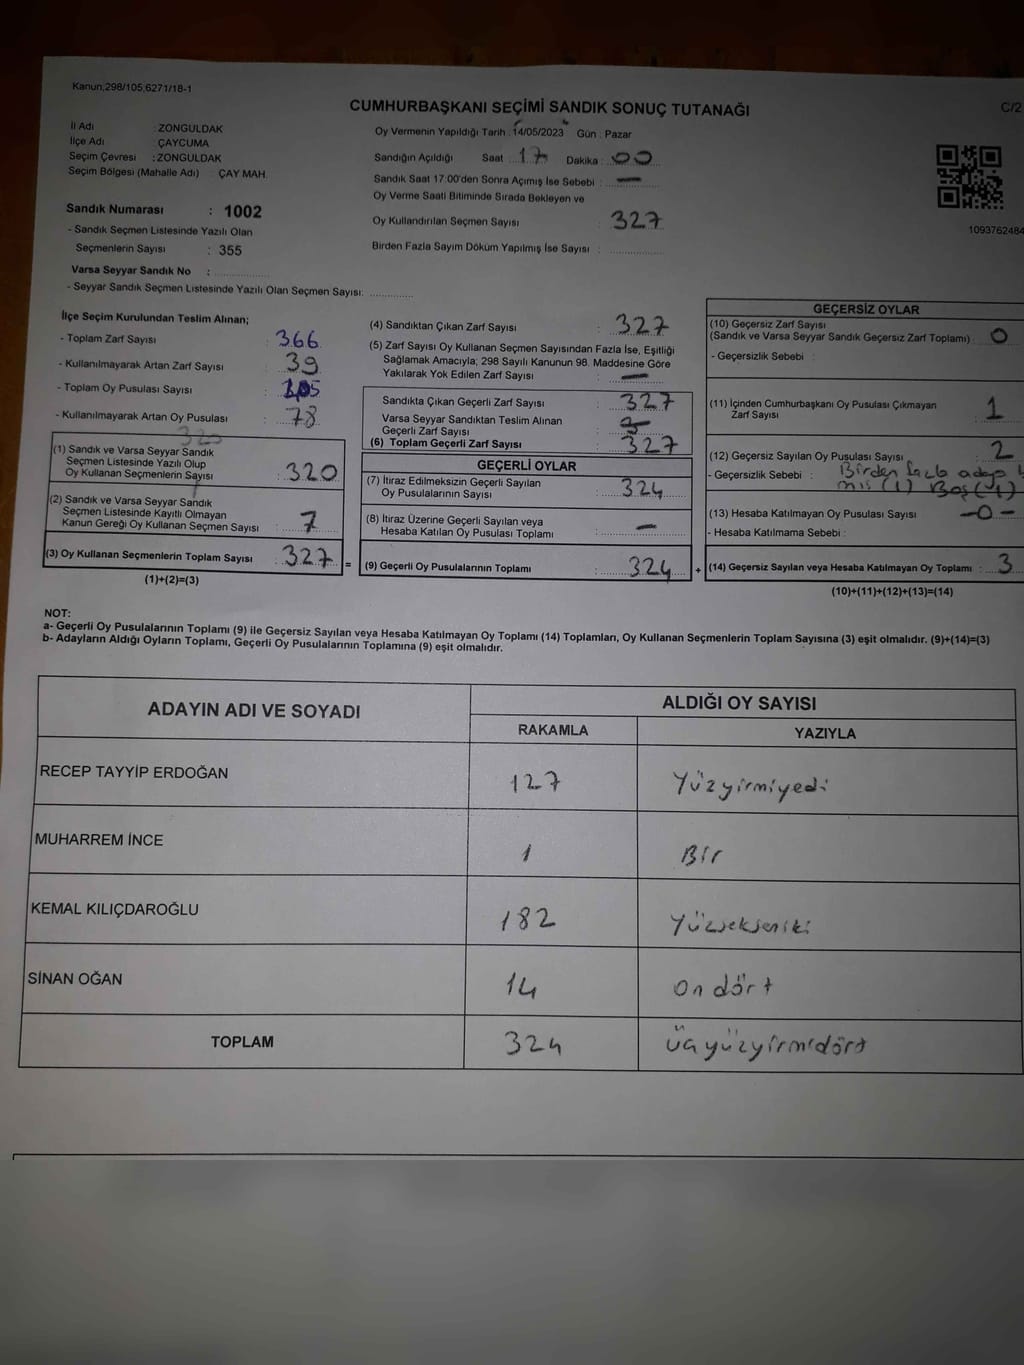 Kanun;298/105,6271/18-1
CUMHURBAŞKANI SEÇİMİ SANDIK SONUÇ TUTANAĞI
C/2
İl Adı : ZONGULDAK
İlçe Adı : ÇAYCUMA
Seçim Çevresi : ZONGULDAK
Seçim Bölgesi (Mahalle Adı) : ÇAY MAH.
Sandık Numarası : 1002
- Sandık Seçmen Listesinde Yazılı Olan
Seçmenlerin Sayısı : 355
Varsa Seyyar Sandık No :
- Seyyar Sandık Seçmen Listesinde Yazılı Olan Seçmen Sayısı:
Oy Vermenin Yapıldığı Tarih : 14/05/2023 Gün : Pazar
Sandığın Açıldığı Saat : 17 Dakika : 00
Sandık Saat 17:00'den Sonra Açımış İse Sebebi : —
Oy Verme Saati Bitiminde Sırada Bekleyen ve
Oy Kullandırılan Seçmen Sayısı : 327
Birden Fazla Sayım Döküm Yapılmış İse Sayısı :
1093762484
İlçe Seçim Kurulundan Teslim Alınan;
- Toplam Zarf Sayısı : 366
- Kullanılmayarak Artan Zarf Sayısı : 39
- Toplam Oy Pusulası Sayısı :
- Kullanılmayarak Artan Oy Pusulası : 78
320
(1) Sandık ve Varsa Seyyar Sandık
Seçmen Listesinde Yazılı Olup
Oy Kullanan Seçmenlerin Sayısı : 320
(2) Sandık ve Varsa Seyyar Sandık
Seçmen Listesinde Kayıtlı Olmayan
Kanun Gereği Oy Kullanan Seçmen Sayısı : 7
(3) Oy Kullanan Seçmenlerin Toplam Sayısı : 327 =
(1)+(2)=(3)
(4) Sandıktan Çıkan Zarf Sayısı : 327
(5) Zarf Sayısı Oy Kullanan Seçmen Sayısından Fazla İse, Eşitliği
Sağlamak Amacıyla; 298 Sayılı Kanunun 98. Maddesine Göre
Yakılarak Yok Edilen Zarf Sayısı : —
Sandıkta Çıkan Geçerli Zarf Sayısı : 327
Varsa Seyyar Sandıktan Teslim Alınan
Geçerli Zarf Sayısı :
(6) Toplam Geçerli Zarf Sayısı : 327
GEÇERLİ OYLAR
(7) İtiraz Edilmeksizin Geçerli Sayılan
Oy Pusulalarının Sayısı : 324
(8) İtiraz Üzerine Geçerli Sayılan veya
Hesaba Katılan Oy Pusulası Toplamı : —
(9) Geçerli Oy Pusulalarının Toplamı : 324 +
GEÇERSİZ OYLAR
(10) Geçersiz Zarf Sayısı
(Sandık ve Varsa Seyyar Sandık Geçersiz Zarf Toplamı) : 0
- Geçersizlik Sebebi :
(11) İçinden Cumhurbaşkanı Oy Pusulası Çıkmayan
Zarf Sayısı : 1
(12) Geçersiz Sayılan Oy Pusulası Sayısı : 2
- Geçersizlik Sebebi : Birden fazla adaya
mış (1) Boş (1)
(13) Hesaba Katılmayan Oy Pusulası Sayısı : -0-
- Hesaba Katılmama Sebebi :
(14) Geçersiz Sayılan veya Hesaba Katılmayan Oy Toplamı : 3
(10)+(11)+(12)+(13)=(14)
NOT:
a- Geçerli Oy Pusulalarının Toplamı (9) ile Geçersiz Sayılan veya Hesaba Katılmayan Oy Toplamı (14) Toplamları, Oy Kullanan Seçmenlerin Toplam Sayısına (3) eşit olmalıdır. (9)+(14)=(3)
b- Adayların Aldığı Oyların Toplamı, Geçerli Oy Pusulalarının Toplamına (9) eşit olmalıdır.
ADAYIN ADI VE SOYADI ALDIĞI OY SAYISI
RAKAMLA YAZIYLA
RECEP TAYYİP ERDOĞAN 127 Yüzyirmiyedi
MUHARREM İNCE 1 Bir
KEMAL KILIÇDAROĞLU 182 Yüzsekseniki
SİNAN OĞAN 14 On dört
TOPLAM 324 üçyüzyirmidört